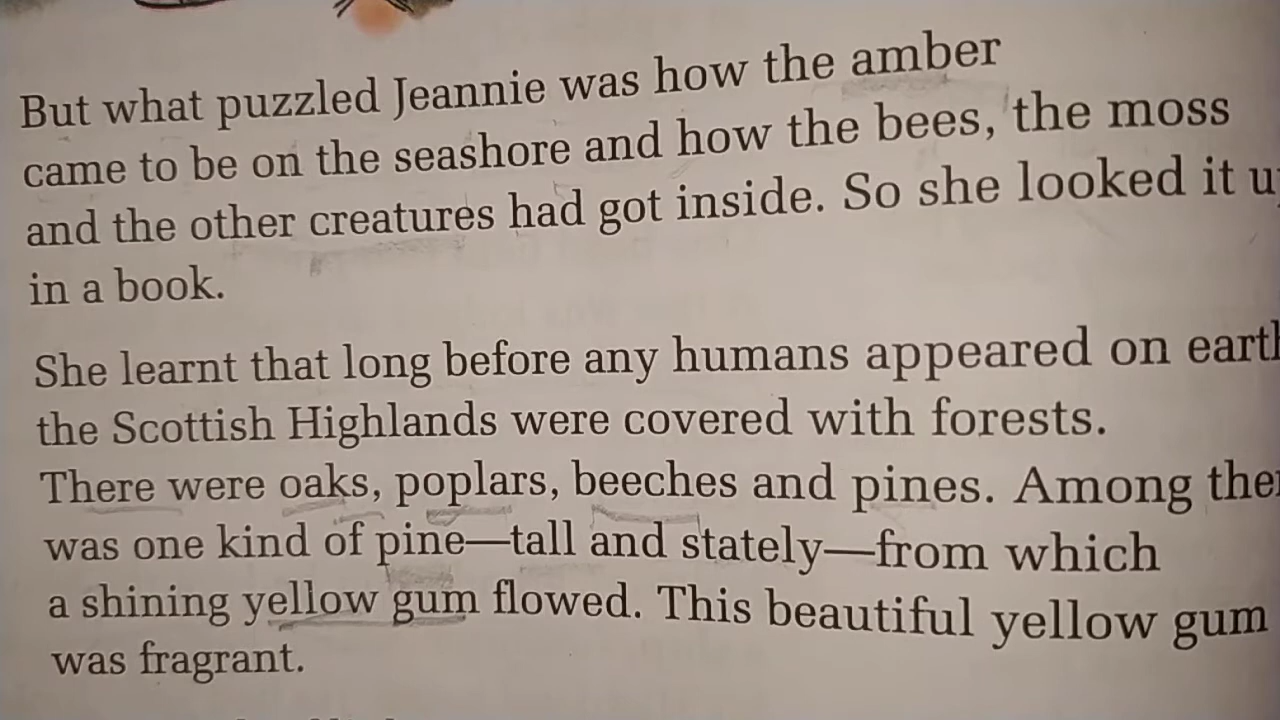 But what puzzled Jeannie was how the amber
came to be on the seashore and how the bees, the moss
and the other creatures had got inside. So she looked it u
in a book.
She learnt that long before any humans appeared on earth
the Scottish Highlands were covered with forests.
There were oaks, poplars, beeches and pines. Among the
was one kind of pine—tall and stately—from which
a shining yellow gum flowed. This beautiful yellow gum
was fragrant.